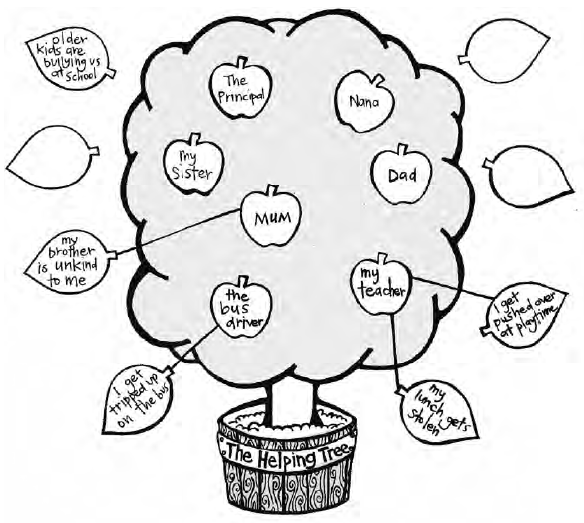 older
kids are
bullying us
at school
The
Principal
Nana
my
Sister
Dad
MUM
my
brother
is unkind
to me
the
bus
driver
my
teacher
I get
pushed over
at playtime
I get
tripped up
on the bus
my
lunch gets
stolen
The Helping Tree